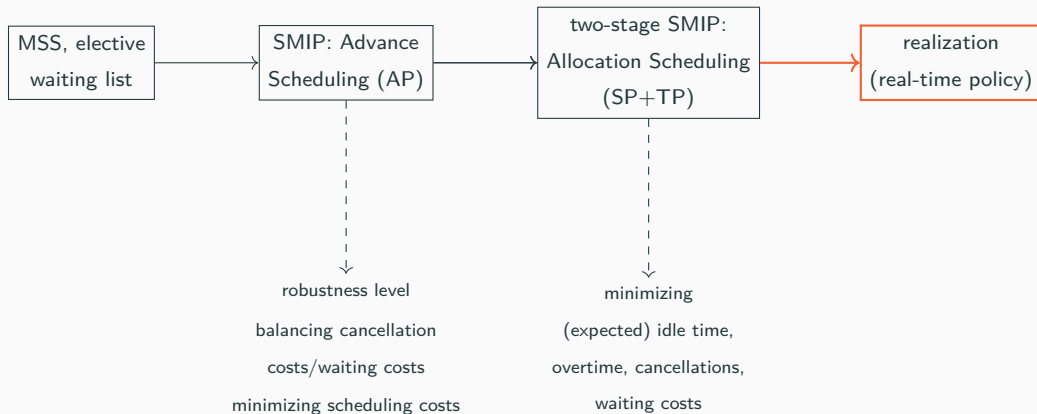 MSS, elective
waiting list
SMIP: Advance
Scheduling (AP)
two-stage SMIP:
Allocation Scheduling
(SP+TP)
realization
(real-time policy)
robustness level
balancing cancellation
costs/waiting costs
minimizing scheduling costs
minimizing
(expected) idle time,
overtime, cancellations,
waiting costs